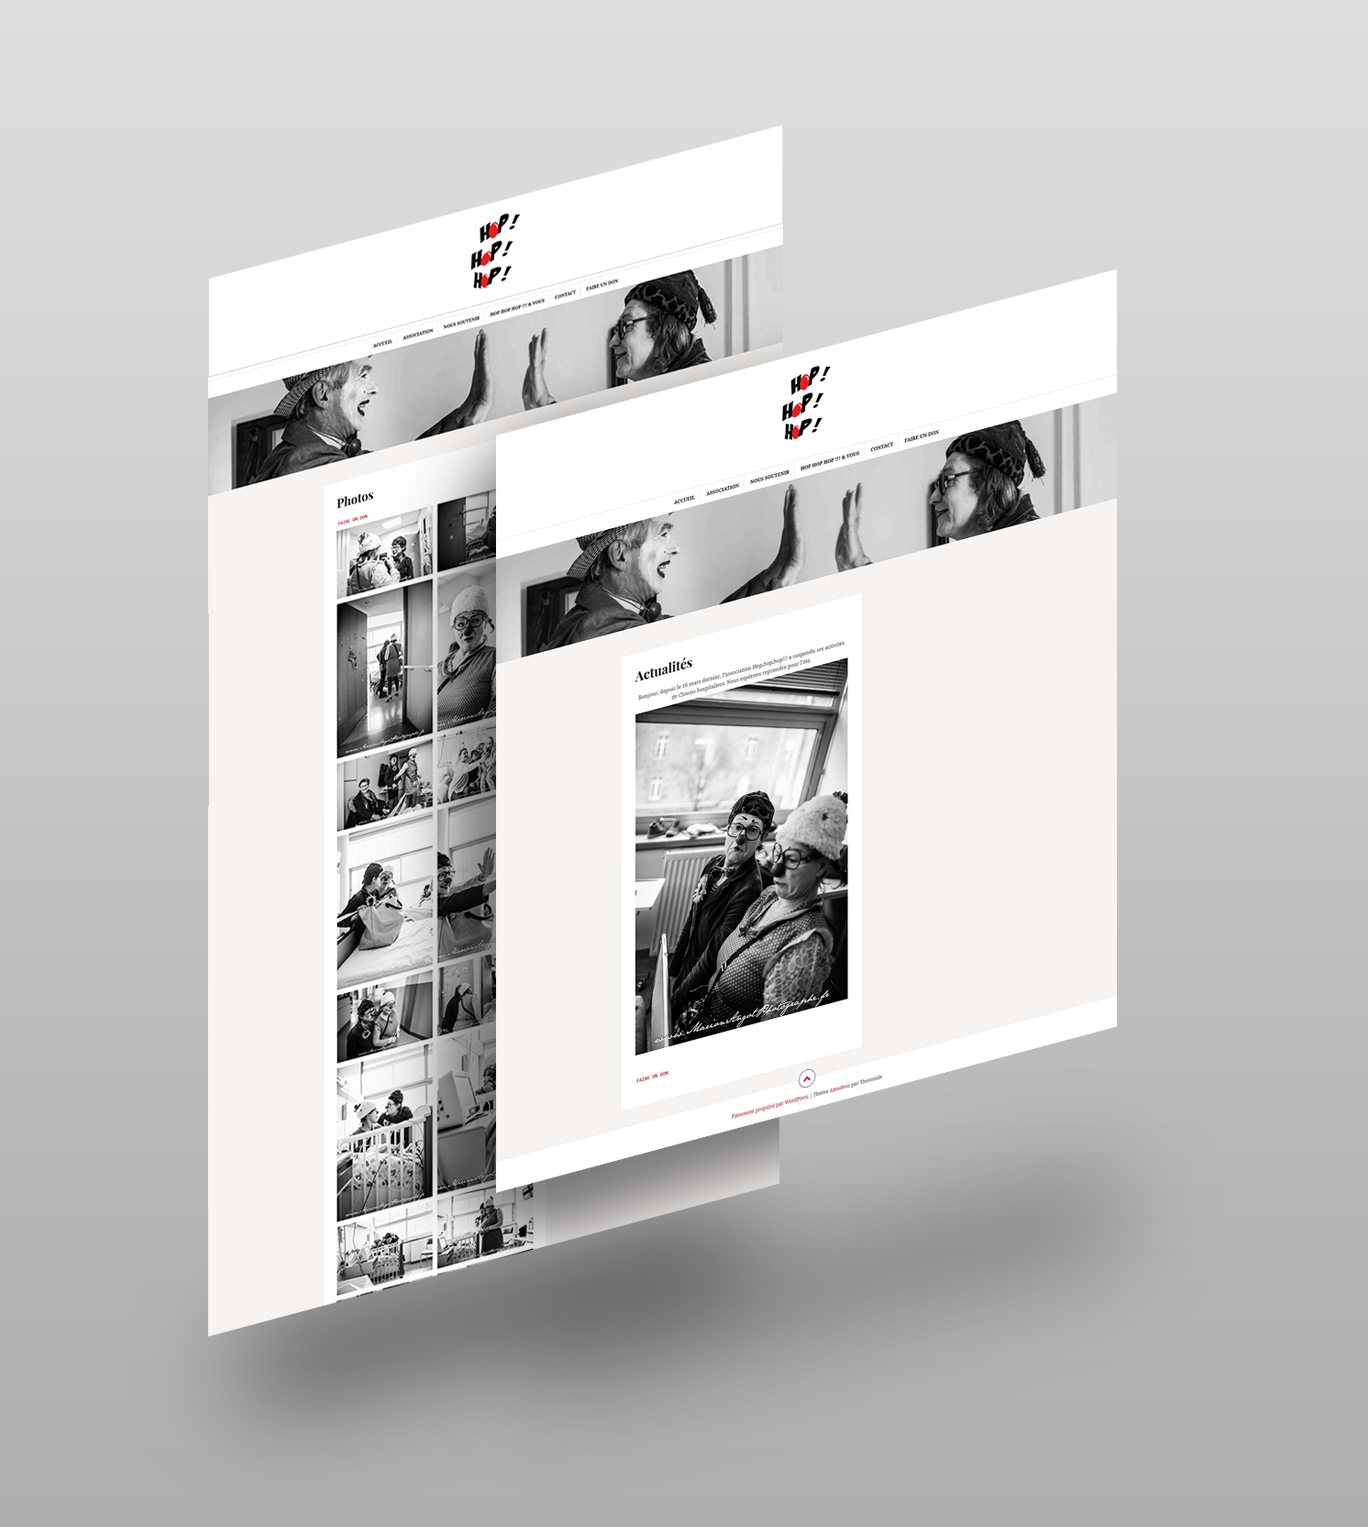 HOP !
HOP !
HOP !
ACCUEIL
ASSOCIATION
NOUS SOUTENIR
HOP HOP HOP !!! & VOUS
CONTACT
FAIRE UN DON
Photos
FAIRE UN DON
HOP !
HOP !
HOP !
ACCUEIL
ASSOCIATION
NOUS SOUTENIR
HOP HOP HOP !!! & VOUS
CONTACT
FAIRE UN DON
Actualités
Bonjour, depuis le 16 mars dernier, l'association Hop,hop,hop!!! a suspendu ses activités
de Clowns hospitaliers. Nous espérons reprendre pour l'été.
www.MarionAngotPhotographe.fr
FAIRE UN DON
Fièrement propulsé par WordPress | Thème Amadeus par Themeisle